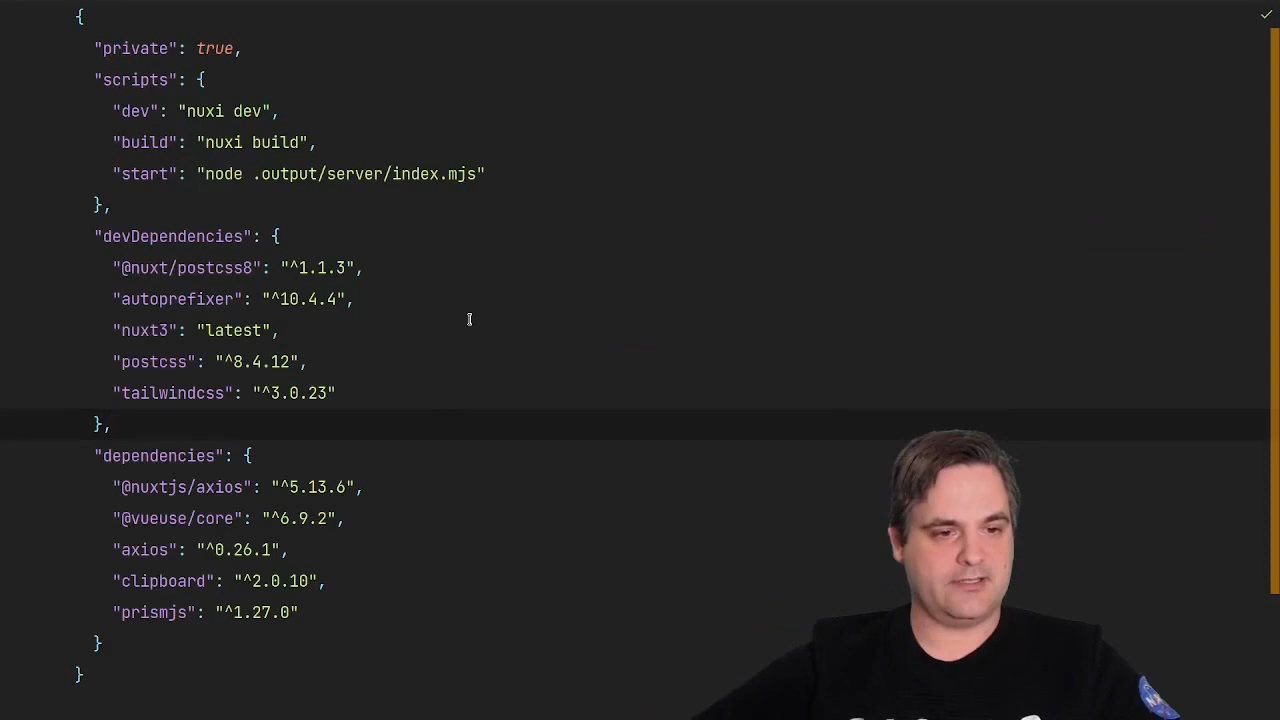 {
"private": true,
"scripts": {
"dev": "nuxi dev",
"build": "nuxi build",
"start": "node .output/server/index.mjs"
},
"devDependencies": {
"@nuxt/postcss8": "^1.1.3",
"autoprefixer": "^10.4.4",
"nuxt3": "latest",
"postcss": "^8.4.12",
"tailwindcss": "^3.0.23"
},
"dependencies": {
"@nuxtjs/axios": "^5.13.6",
"@vueuse/core": "^6.9.2",
"axios": "^0.26.1",
"clipboard": "^2.0.10",
"prismjs": "^1.27.0"
}
}